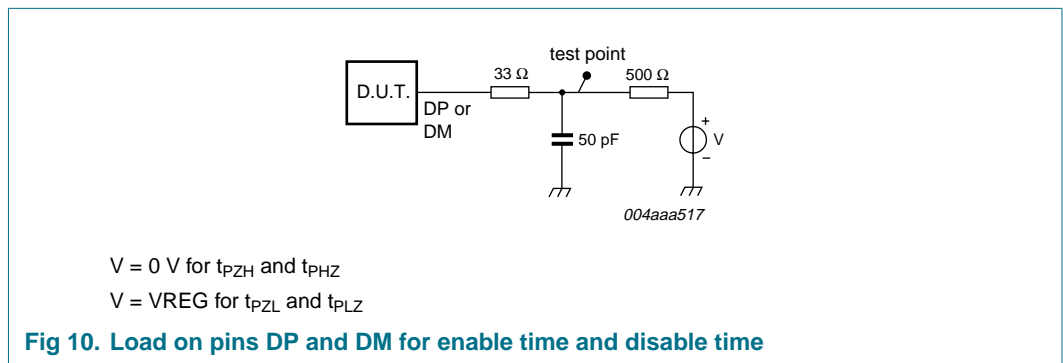 test point
33 Ω
500 Ω
D.U.T.
DP or
DM
50 pF
+
V
−
004aaa517
V = 0 V for tPZH and tPHZ
V = VREG for tPZL and tPLZ
Fig 10. Load on pins DP and DM for enable time and disable time